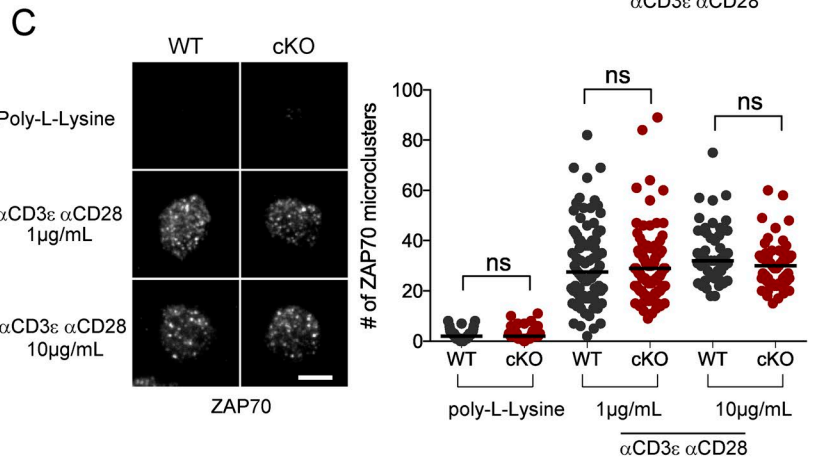 αCD3ε αCD28
C
WT cKO
Poly-L-Lysine
αCD3ε αCD28
1µg/mL
αCD3ε αCD28
10µg/mL
ZAP70
# of ZAP70 microclusters
100
80
60
40
20
0
ns
ns
ns
WT cKO WT cKO WT cKO
poly-L-Lysine 1µg/mL 10µg/mL
αCD3ε αCD28